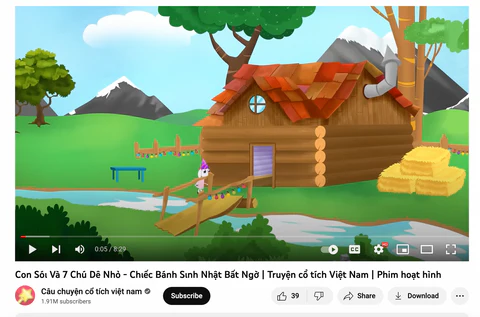 CC
0:05 / 8:29
Con Sói Và 7 Chú Dê Nhỏ - Chiếc Bánh Sinh Nhật Bất Ngờ | Truyện cổ tích Việt Nam | Phim hoạt hình
Câu chuyện cổ tích việt nam
1.91M subscribers
Subscribe
39
Share
Download